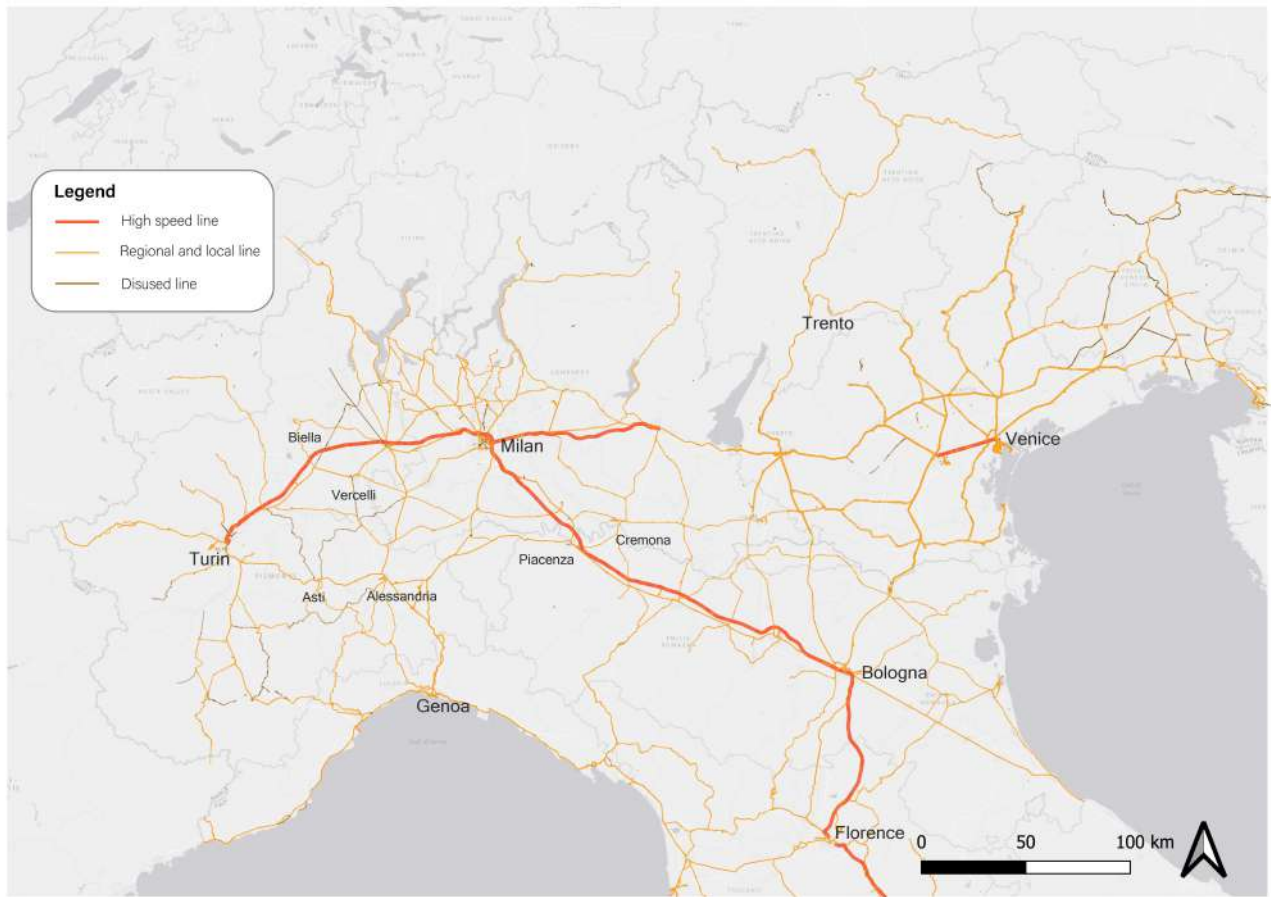 Legend
High speed line
Regional and local line
Disused line
Trento
Biella
Milan
Venice
Vercelli
Turin
Piacenza
Cremona
Asti
Alessandria
Bologna
Genoa
Florence
0 50 100 km